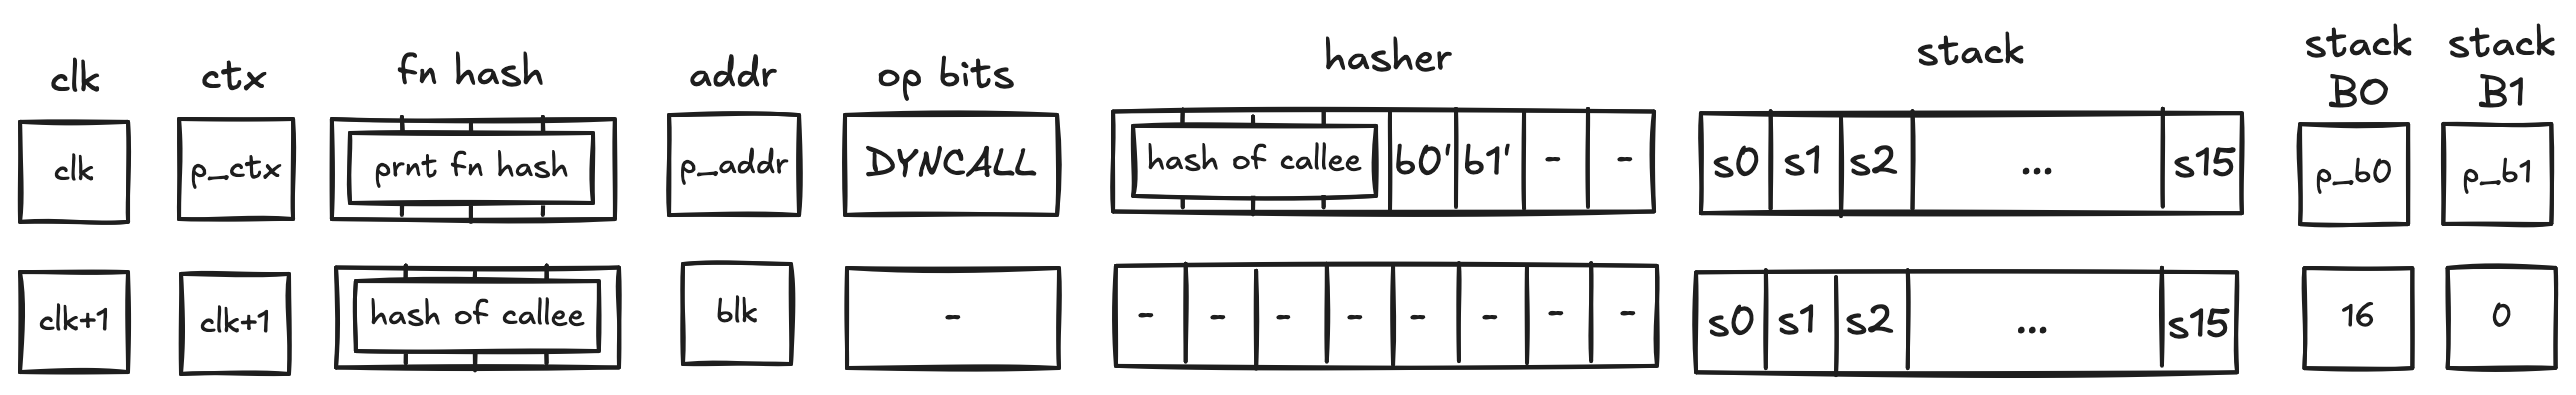 clk ctx fn hash addr op bits hasher stack stack B0 stack B1
clk p_ctx prnt fn hash p_addr DYNCALL hash of callee b0' b1' - - s0 s1 s2 ... s15 p_b0 p_b1
clk+1 clk+1 hash of callee blk - - - - - - - - - s0 s1 s2 ... s15 16 0